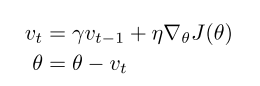 v_t = γv_{t−1} + η∇_θJ(θ)
θ = θ − v_t